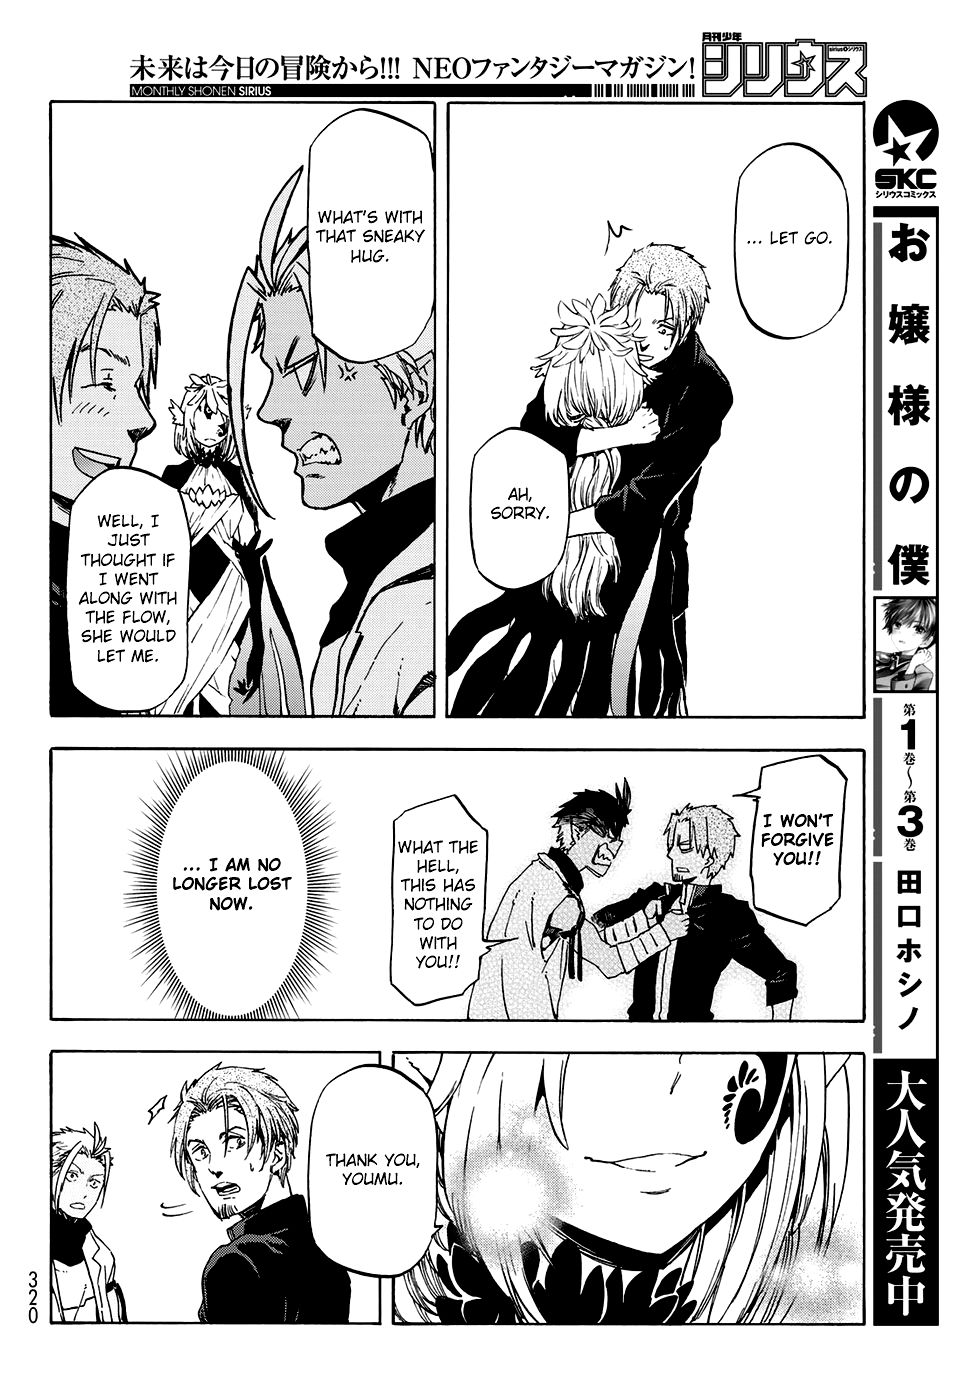 未来は今日の冒険から!!! NEOファンタジーマガジン!
月刊少年
シリウス
sirius★シリウス
MONTHLY SHONEN SIRIUS
... LET GO.
AH,
SORRY.
WHAT'S WITH
THAT SNEAKY
HUG.
WELL, I
JUST
THOUGHT IF
I WENT
ALONG WITH
THE FLOW,
SHE WOULD
LET ME.
I WON'T
FORGIVE
YOU!!
WHAT THE
HELL,
THIS HAS
NOTHING
TO DO
WITH
YOU!!
... I AM NO
LONGER LOST
NOW.
THANK YOU,
YOUMU.
SKC
シリウスコミックス
お嬢様の僕
第1巻〜第3巻
田口ホシノ
大人気発売中
320